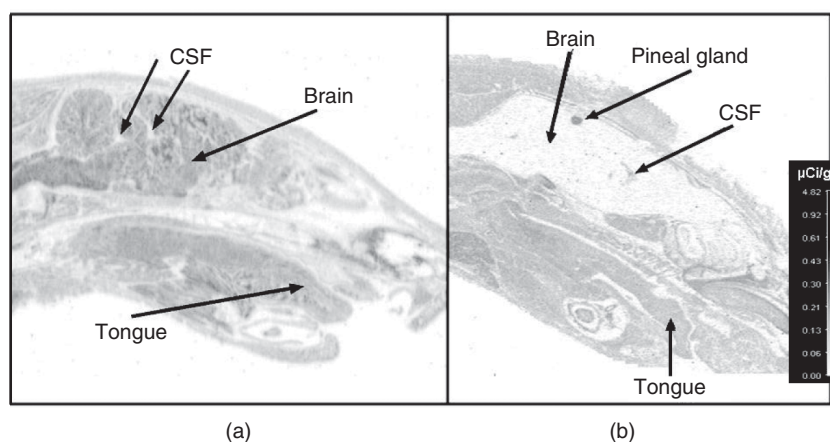 CSF
Brain
Tongue
(a)
Brain
Pineal gland
CSF
Tongue
µCi/g
4.82
0.92
0.61
0.43
0.30
0.21
0.13
0.06
0.00
(b)